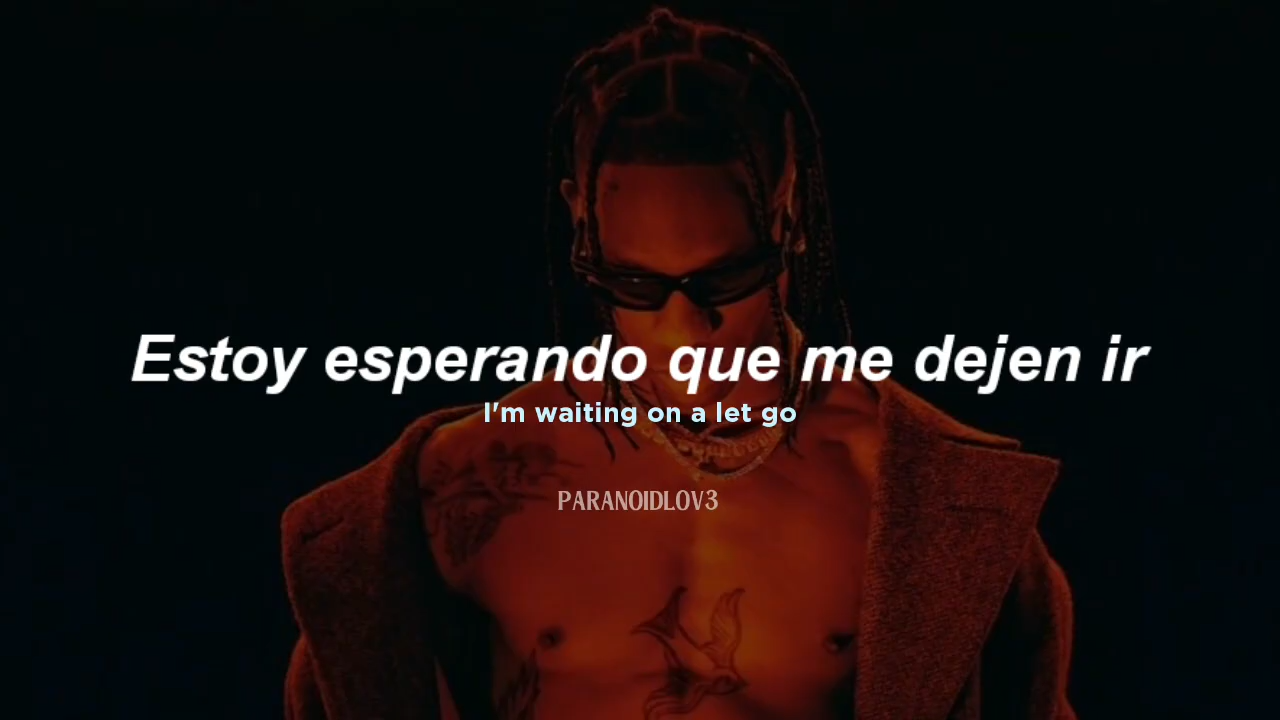 Estoy esperando que me dejen ir
I'm waiting on a let go
PARANOIDLOV3